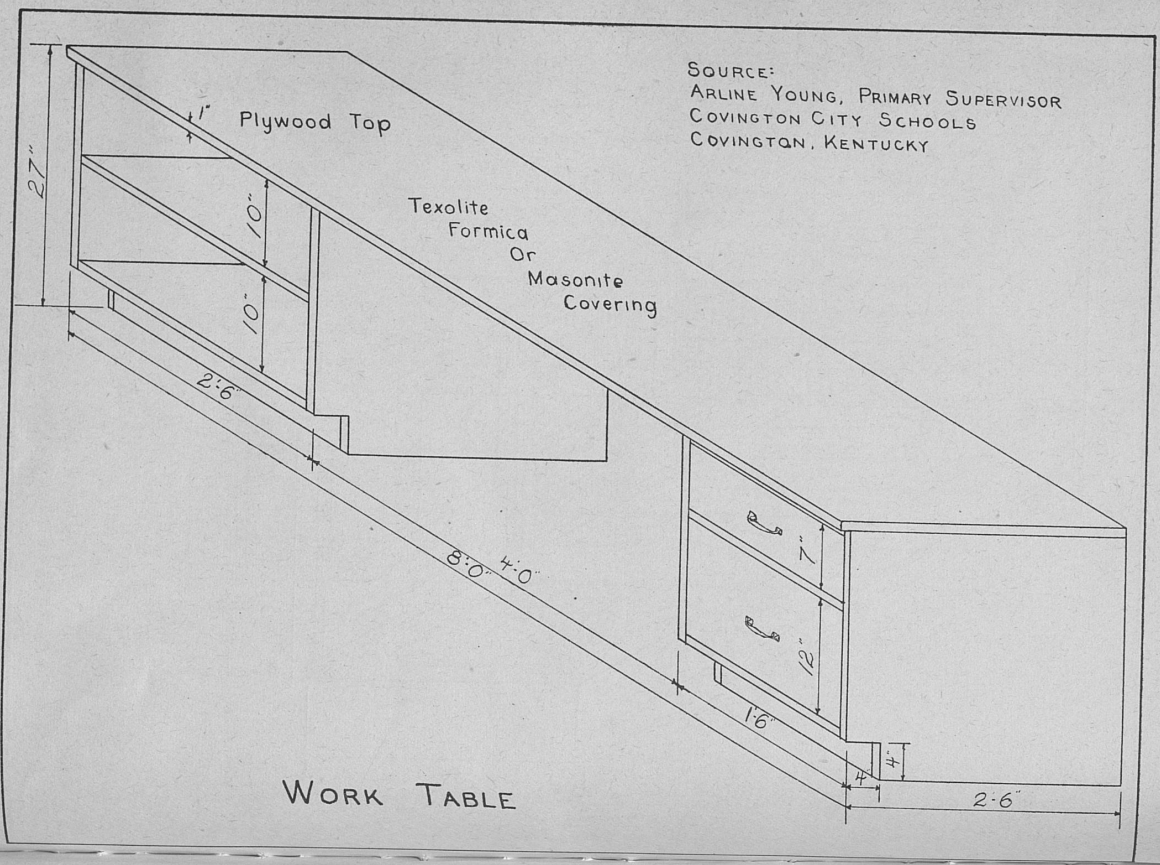 SOURCE:
ARLINE YOUNG, PRIMARY SUPERVISOR
COVINGTON CITY SCHOOLS
COVINGTON, KENTUCKY
1"
Plywood Top
27"
10"
Texolite
Formica
Or
Masonite
Covering
10"
2'-6"
8'-0"
4'-0"
7"
12"
1'-6"
4"
4"
2'-6"
WORK TABLE